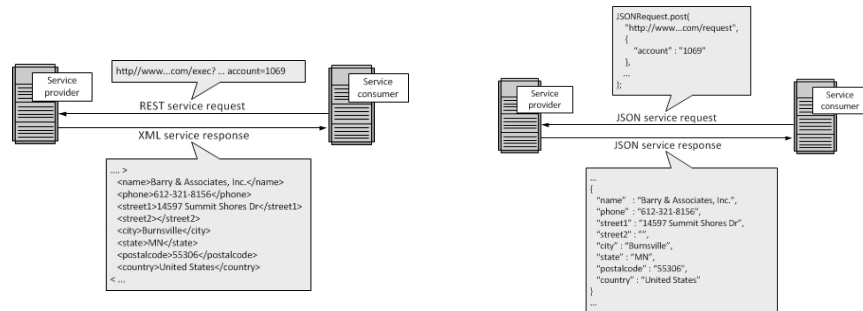 Service
provider
http//www...com/exec? ... account=1069
Service
consumer
REST service request
XML service response
.... >
<name>Barry & Associates, Inc.</name>
<phone>612-321-8156</phone>
<street1>14597 Summit Shores Dr</street1>
<street2></street2>
<city>Burnsville</city>
<state>MN</state>
<postalcode>55306</postalcode>
<country>United States</country>
< ...
JSONRequest.post(
"http://www...com/request",
{
"account" : "1069"
},
...
};
Service
provider
Service
consumer
JSON service request
JSON service response
...
{
"name" : "Barry & Associates, Inc.",
"phone" : "612-321-8156",
"street1" : "14597 Summit Shores Dr",
"street2" : "",
"city" : "Burnsville",
"state" : "MN",
"postalcode" : "55306",
"country" : "United States"
}
...